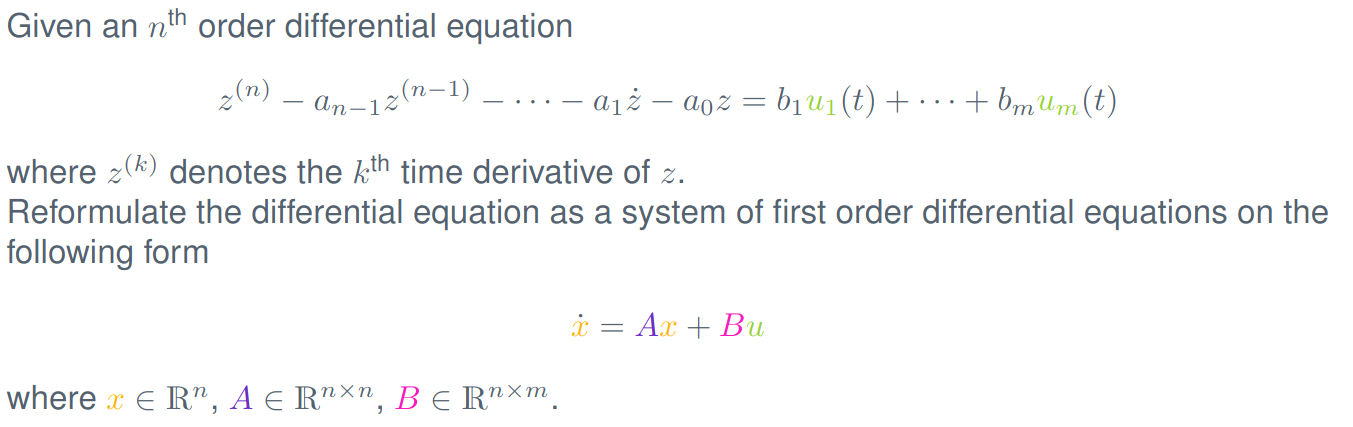 Given an nᵗʰ order differential equation
z⁽ⁿ⁾ − aₙ₋₁z⁽ⁿ⁻¹⁾ − ⋯ − a₁ż − a₀z = b₁u₁(t) + ⋯ + bₘuₘ(t)
where z⁽ᵏ⁾ denotes the kᵗʰ time derivative of z.
Reformulate the differential equation as a system of first order differential equations on the
following form
ẋ = Ax + Bu
where x ∈ ℝⁿ, A ∈ ℝⁿˣⁿ, B ∈ ℝⁿˣᵐ.